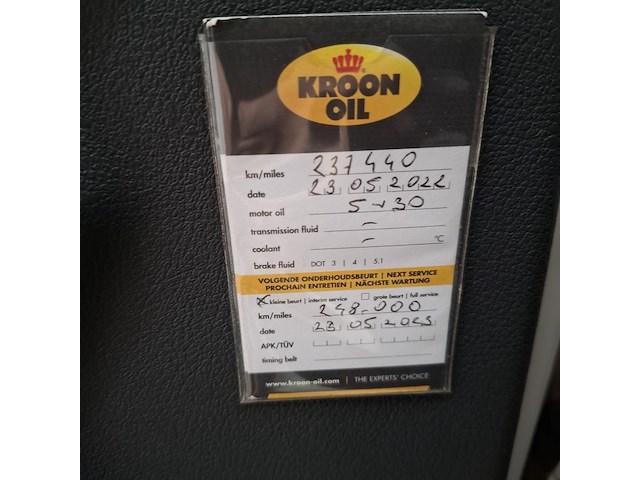 KROON
OIL
km/miles 237440
date 23 05 2022
motor oil 5w30
transmission fluid –
coolant – °C
brake fluid DOT 3 | 4 | 5.1
VOLGENDE ONDERHOUDSBEURT | NEXT SERVICE
PROCHAIN ENTRETIEN | NÄCHSTE WARTUNG
X kleine beurt | interim service □ grote beurt | full service
km/miles 248.000
date 23 05 2023
APK/TÜV
timing belt
www.kroon-oil.com | THE EXPERTS' CHOICE